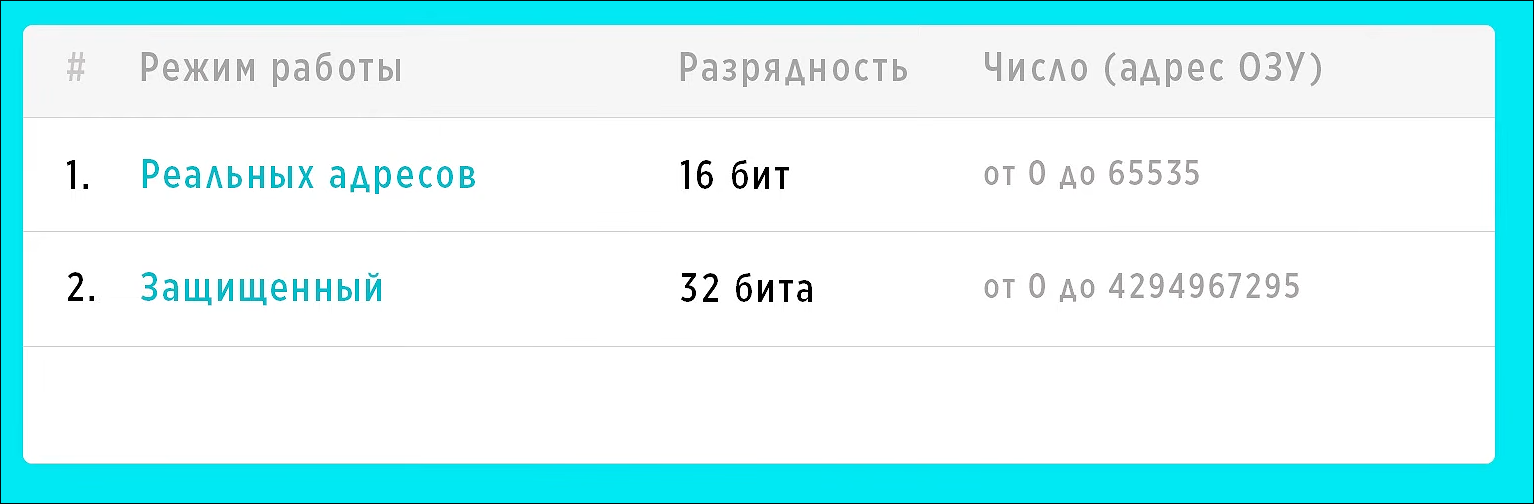 # Режим работы Разрядность Число (адрес ОЗУ)
1. Реальных адресов 16 бит от 0 до 65535
2. Защищенный 32 бита от 0 до 4294967295